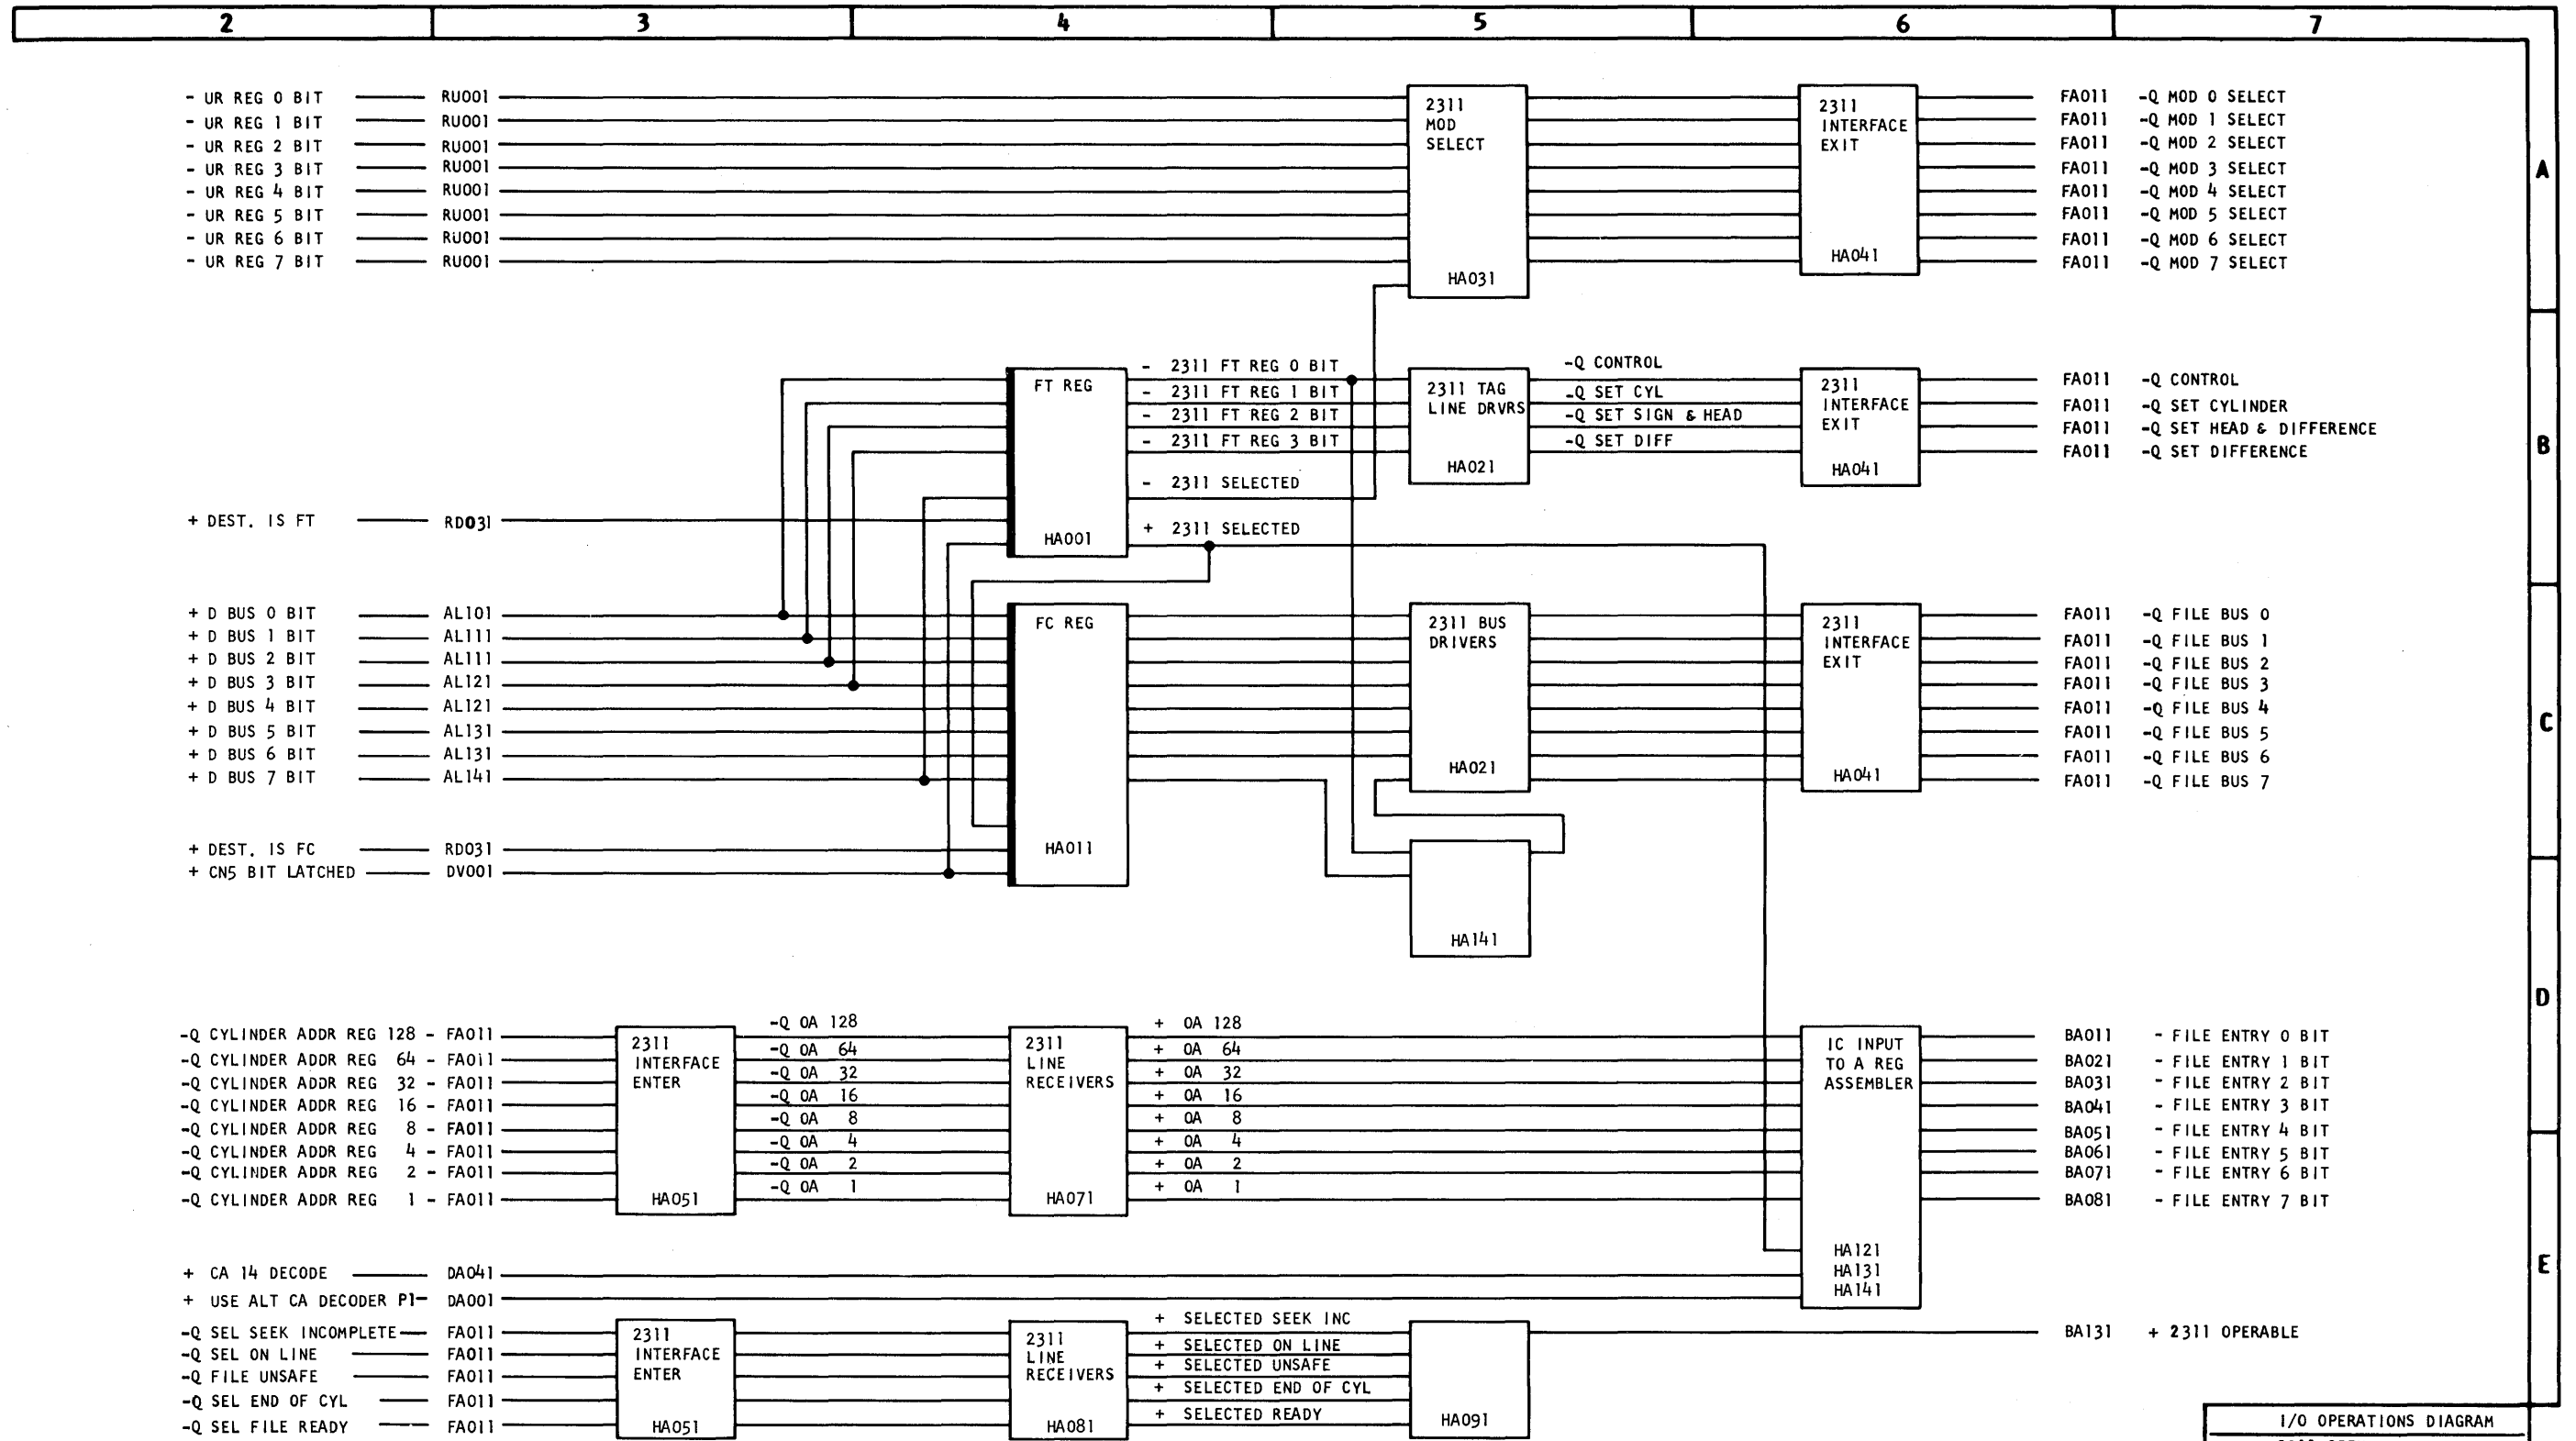 2 3 4 5 6 7
- UR REG 0 BIT RU001
- UR REG 1 BIT RU001
- UR REG 2 BIT RU001
- UR REG 3 BIT RU001
- UR REG 4 BIT RU001
- UR REG 5 BIT RU001
- UR REG 6 BIT RU001
- UR REG 7 BIT RU001
2311
MOD
SELECT
HA031
2311
INTERFACE
EXIT
HA041
FA011 -Q MOD 0 SELECT
FA011 -Q MOD 1 SELECT
FA011 -Q MOD 2 SELECT
FA011 -Q MOD 3 SELECT
FA011 -Q MOD 4 SELECT
FA011 -Q MOD 5 SELECT
FA011 -Q MOD 6 SELECT
FA011 -Q MOD 7 SELECT
A
+ DEST. IS FT RD031
FT REG
HA001
- 2311 FT REG 0 BIT
- 2311 FT REG 1 BIT
- 2311 FT REG 2 BIT
- 2311 FT REG 3 BIT
- 2311 SELECTED
+ 2311 SELECTED
2311 TAG
LINE DRVRS
HA021
-Q CONTROL
-Q SET CYL
-Q SET SIGN & HEAD
-Q SET DIFF
2311
INTERFACE
EXIT
HA041
FA011 -Q CONTROL
FA011 -Q SET CYLINDER
FA011 -Q SET HEAD & DIFFERENCE
FA011 -Q SET DIFFERENCE
B
+ D BUS 0 BIT AL101
+ D BUS 1 BIT AL111
+ D BUS 2 BIT AL111
+ D BUS 3 BIT AL121
+ D BUS 4 BIT AL121
+ D BUS 5 BIT AL131
+ D BUS 6 BIT AL131
+ D BUS 7 BIT AL141
+ DEST. IS FC RD031
+ CN5 BIT LATCHED DV001
FC REG
HA011
2311 BUS
DRIVERS
HA021
HA141
2311
INTERFACE
EXIT
HA041
FA011 -Q FILE BUS 0
FA011 -Q FILE BUS 1
FA011 -Q FILE BUS 2
FA011 -Q FILE BUS 3
FA011 -Q FILE BUS 4
FA011 -Q FILE BUS 5
FA011 -Q FILE BUS 6
FA011 -Q FILE BUS 7
C
-Q CYLINDER ADDR REG 128 - FA011
-Q CYLINDER ADDR REG 64 - FA011
-Q CYLINDER ADDR REG 32 - FA011
-Q CYLINDER ADDR REG 16 - FA011
-Q CYLINDER ADDR REG 8 - FA011
-Q CYLINDER ADDR REG 4 - FA011
-Q CYLINDER ADDR REG 2 - FA011
-Q CYLINDER ADDR REG 1 - FA011
2311
INTERFACE
ENTER
HA051
-Q OA 128
-Q OA 64
-Q OA 32
-Q OA 16
-Q OA 8
-Q OA 4
-Q OA 2
-Q OA 1
2311
LINE
RECEIVERS
HA071
+ OA 128
+ OA 64
+ OA 32
+ OA 16
+ OA 8
+ OA 4
+ OA 2
+ OA 1
IC INPUT
TO A REG
ASSEMBLER
HA121
HA131
HA141
BA011 - FILE ENTRY 0 BIT
BA021 - FILE ENTRY 1 BIT
BA031 - FILE ENTRY 2 BIT
BA041 - FILE ENTRY 3 BIT
BA051 - FILE ENTRY 4 BIT
BA061 - FILE ENTRY 5 BIT
BA071 - FILE ENTRY 6 BIT
BA081 - FILE ENTRY 7 BIT
D
+ CA 14 DECODE DA041
+ USE ALT CA DECODER P1- DA001
-Q SEL SEEK INCOMPLETE FA011
-Q SEL ON LINE FA011
-Q FILE UNSAFE FA011
-Q SEL END OF CYL FA011
-Q SEL FILE READY FA011
2311
INTERFACE
ENTER
HA051
2311
LINE
RECEIVERS
HA081
+ SELECTED SEEK INC
+ SELECTED ON LINE
+ SELECTED UNSAFE
+ SELECTED END OF CYL
+ SELECTED READY
HA091
BA131 + 2311 OPERABLE
E
I/O OPERATIONS DIAGRAM